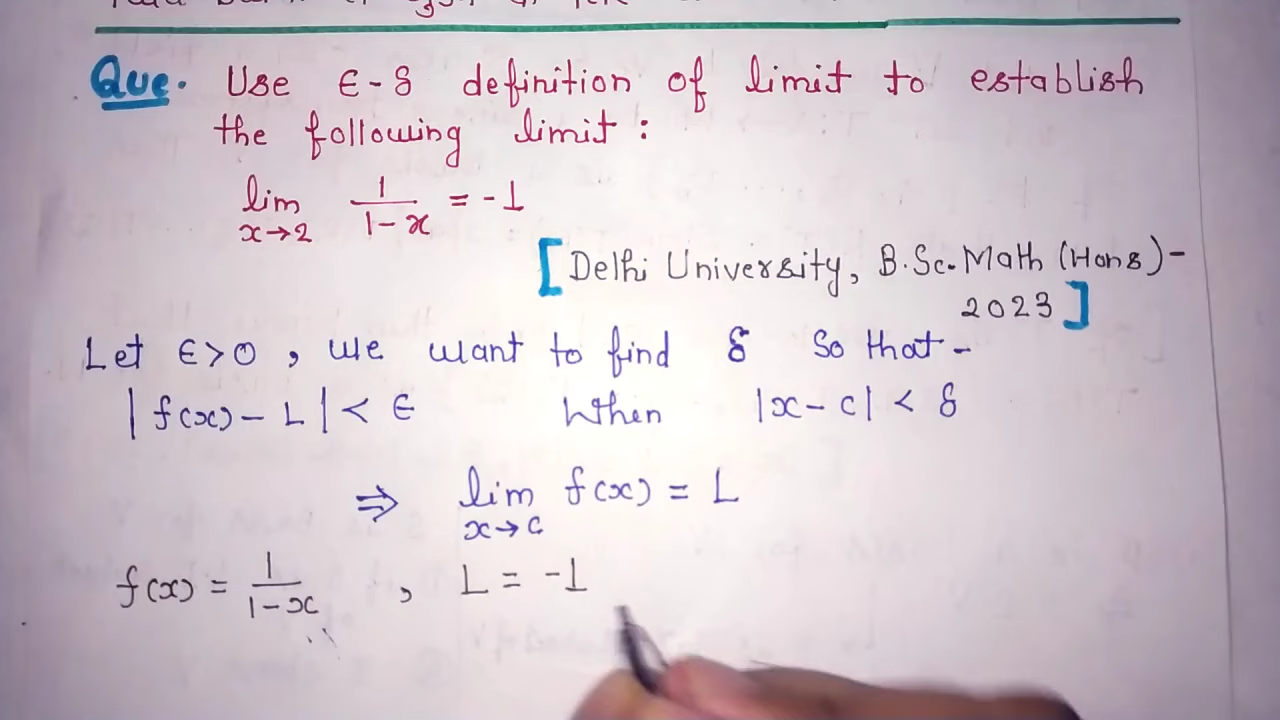 Que. Use ε-δ definition of limit to establish
the following limit :
lim x→2 1/(1-x) = -1
[Delhi University, B.Sc. Math (Hons)-
2023]
Let ε>0, we want to find δ So that-
|f(x)-L| < ε When |x-c| < δ
⇒ lim x→c f(x) = L
f(x) = 1/(1-x) , L = -1